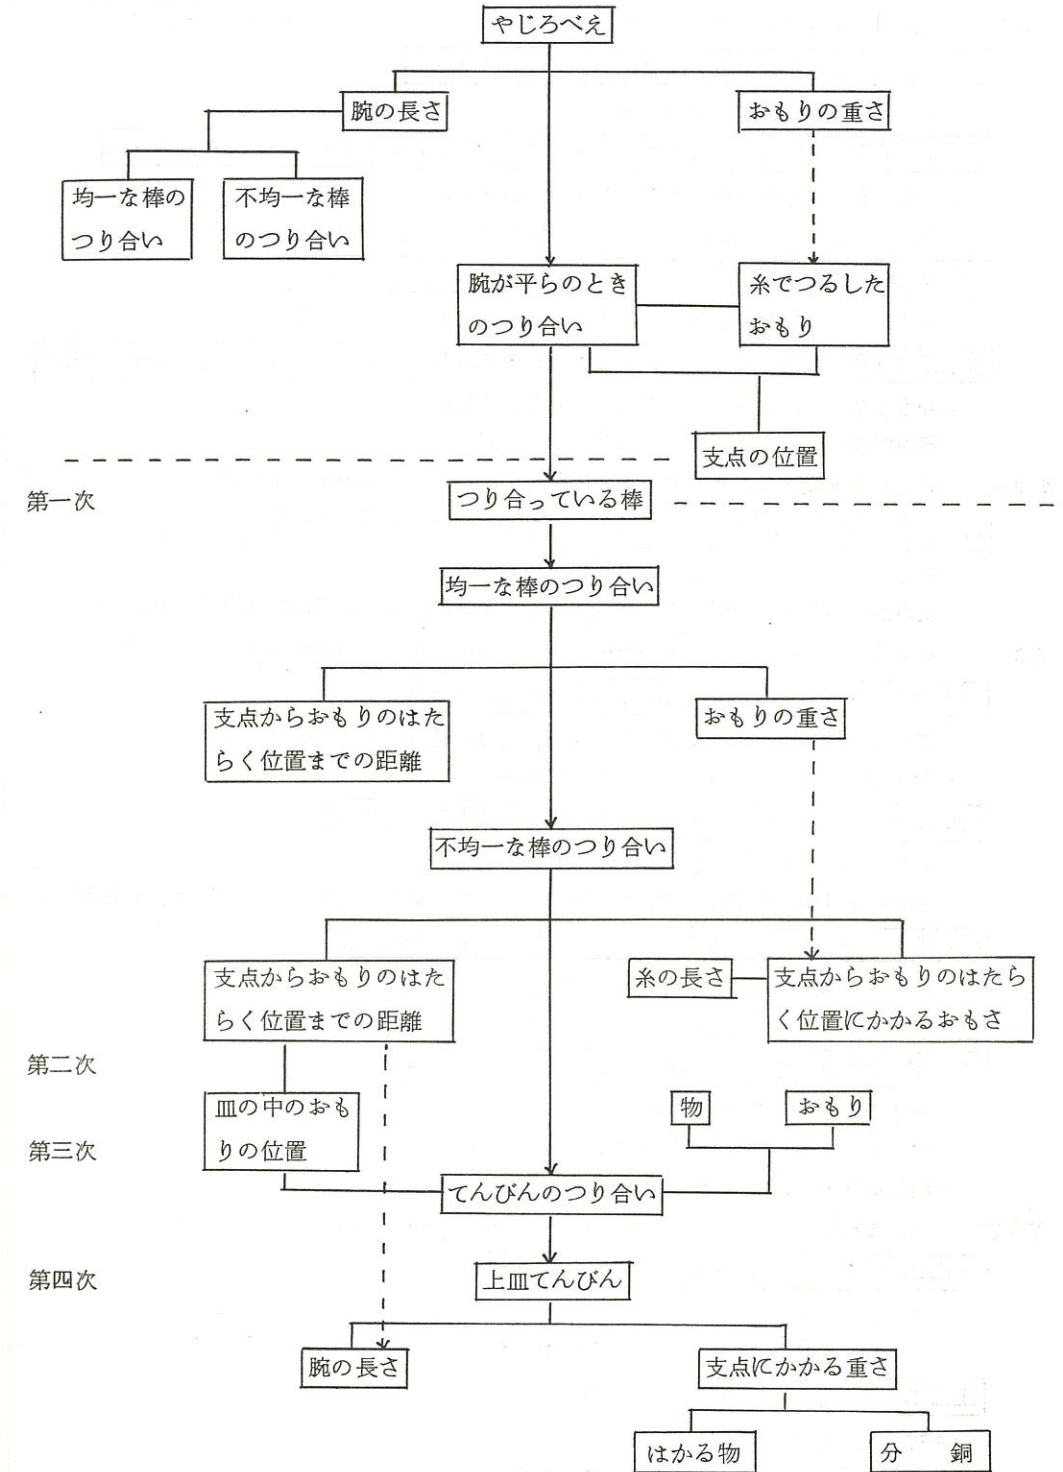 やじろべえ
腕の長さ
おもりの重さ
均一な棒の
つり合い
不均一な棒
のつり合い
腕が平らのとき
のつり合い
糸でつるした
おもり
支点の位置
第一次
つり合っている棒
均一な棒のつり合い
支点からおもりのはた
らく位置までの距離
おもりの重さ
不均一な棒のつり合い
支点からおもりのはた
らく位置までの距離
糸の長さ
支点からおもりのはたら
く位置にかかるおもさ
第二次
皿の中のおも
りの位置
物
おもり
第三次
てんびんのつり合い
第四次
上皿てんびん
腕の長さ
支点にかかる重さ
はかる物
分　銅